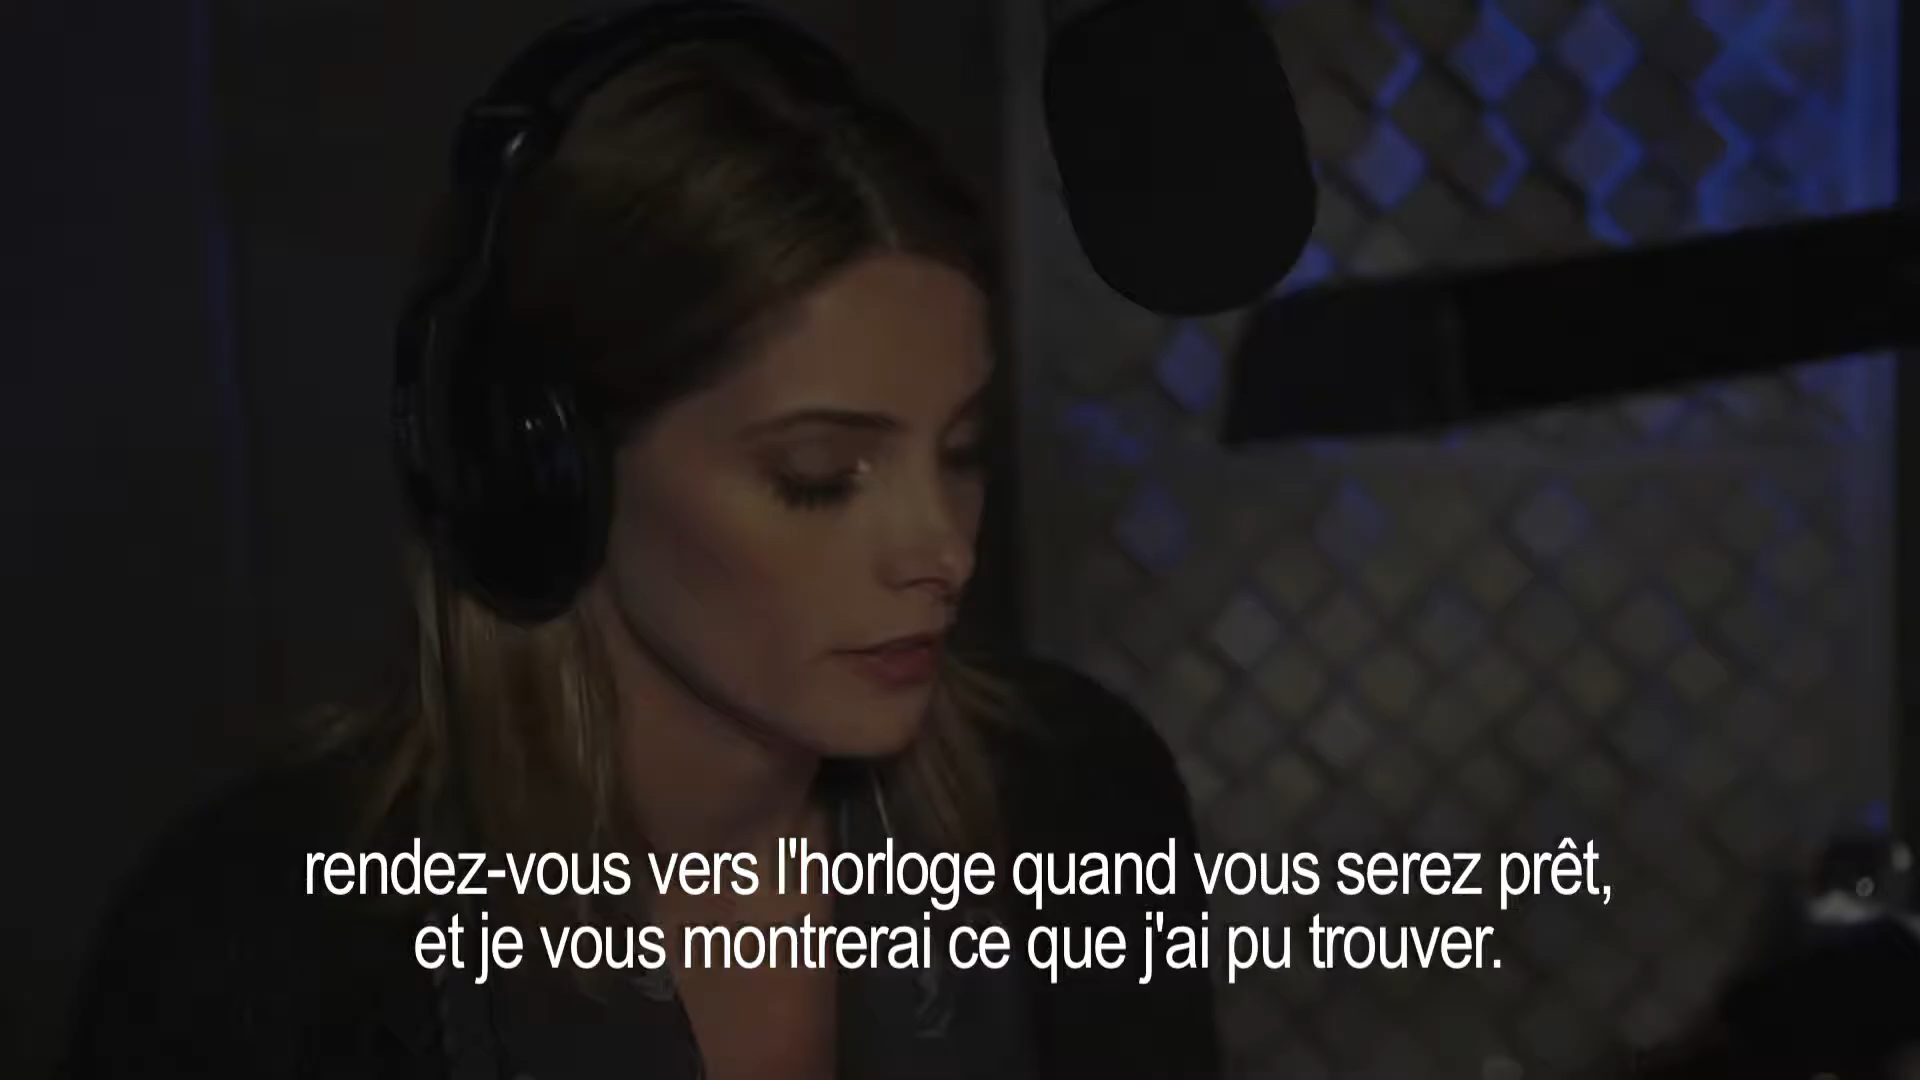 rendez-vous vers l'horloge quand vous serez prêt,
et je vous montrerai ce que j'ai pu trouver.